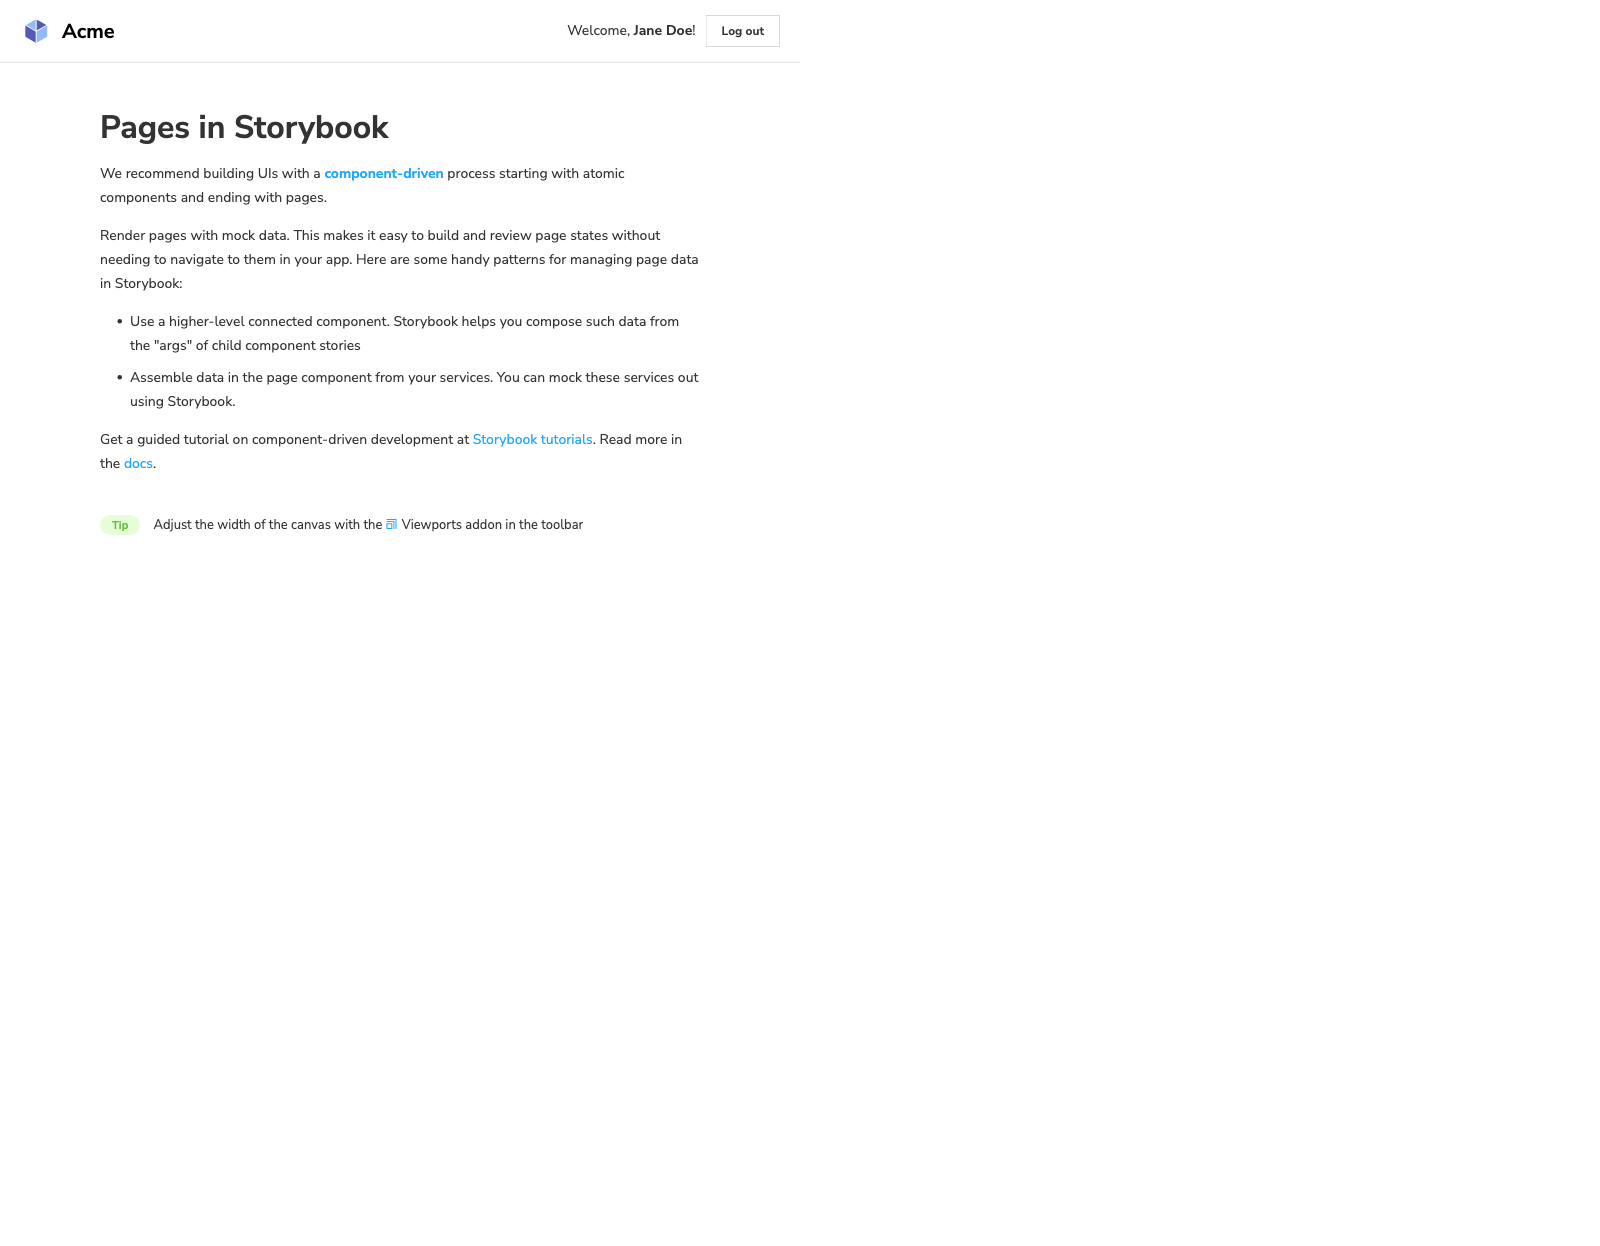 Acme
Welcome, Jane Doe!
Log out
Pages in Storybook
We recommend building UIs with a component-driven process starting with atomic
components and ending with pages.
Render pages with mock data. This makes it easy to build and review page states without
needing to navigate to them in your app. Here are some handy patterns for managing page data
in Storybook:
• Use a higher-level connected component. Storybook helps you compose such data from
the "args" of child component stories
• Assemble data in the page component from your services. You can mock these services out
using Storybook.
Get a guided tutorial on component-driven development at Storybook tutorials. Read more in
the docs.
Tip Adjust the width of the canvas with the Viewports addon in the toolbar